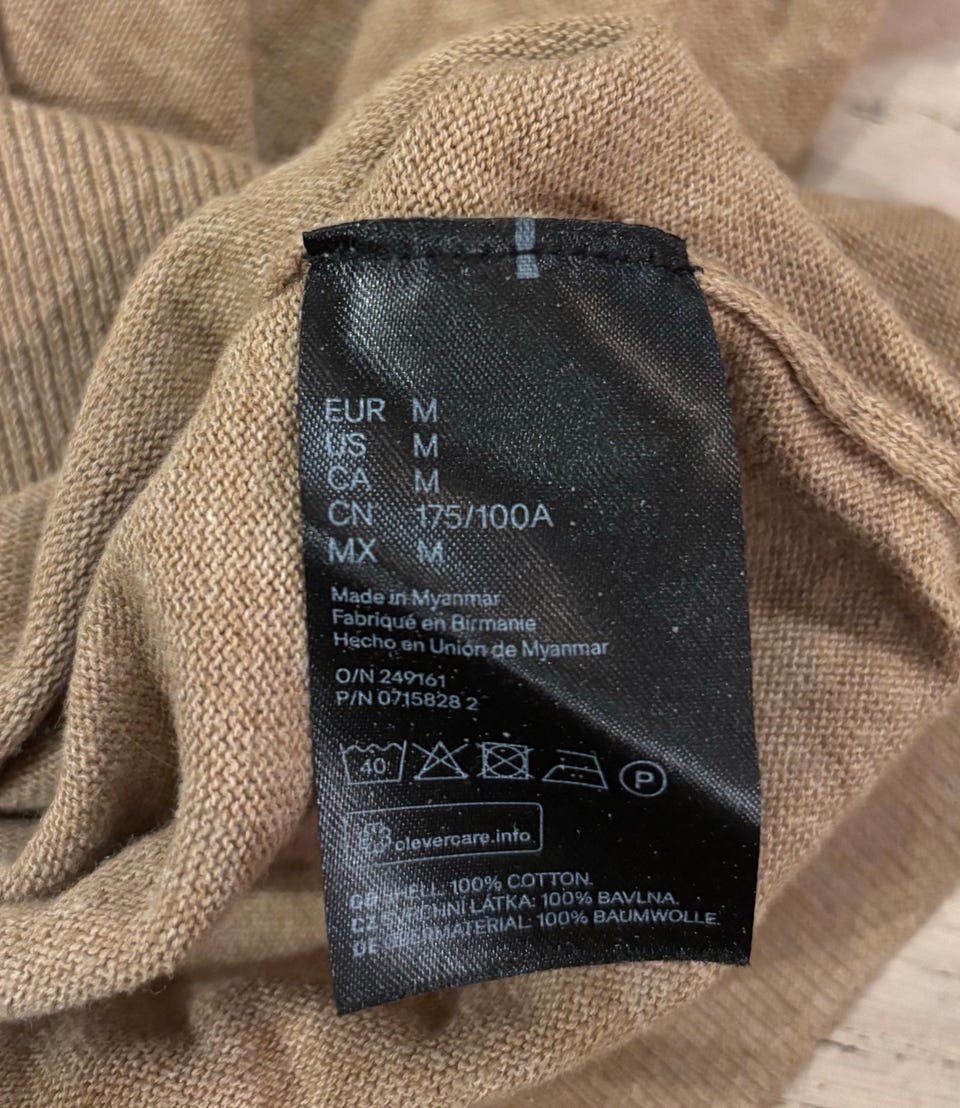 EUR M
US M
CA M
CN 175/100A
MX M
Made in Myanmar
Fabriqué en Birmanie
Hecho en Unión de Myanmar
O/N 249161
P/N 0715828 2
40
P
clevercare.info
GB SHELL: 100% COTTON.
CZ SVRCHNÍ LÁTKA: 100% BAVLNA.
DE OBERMATERIAL: 100% BAUMWOLLE.